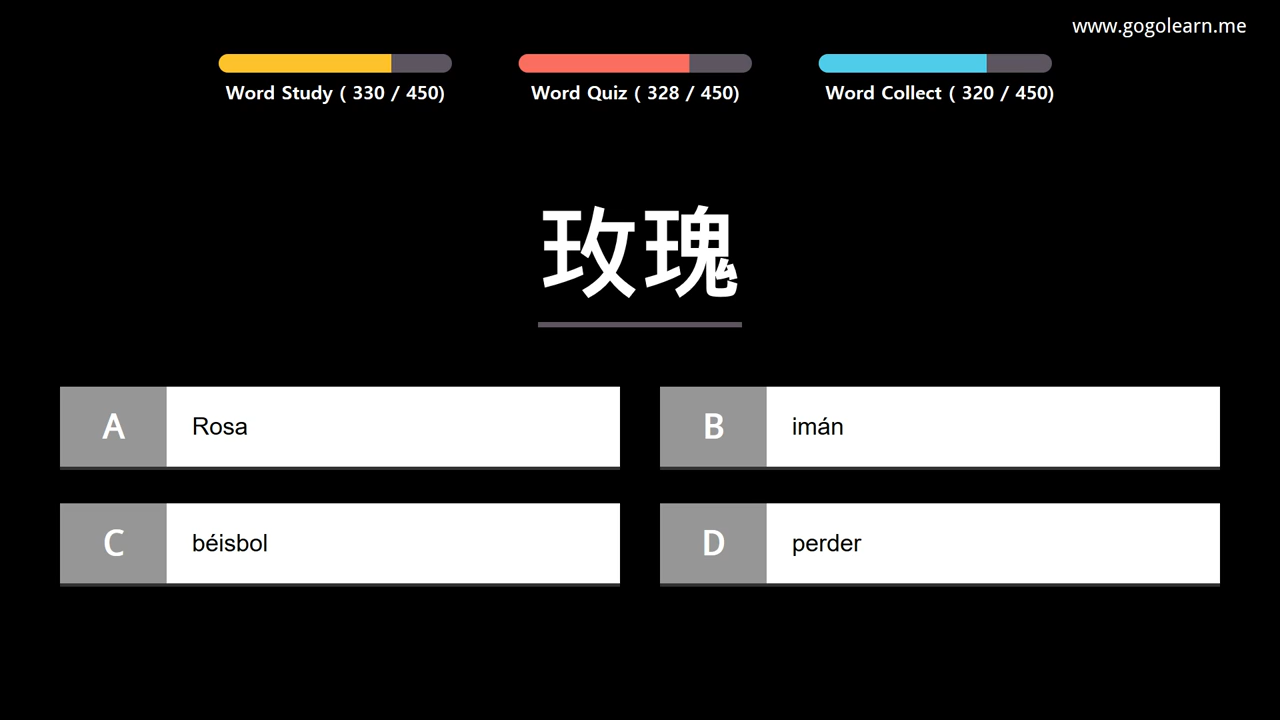 www.gogolearn.me
Word Study ( 330 / 450)
Word Quiz ( 328 / 450)
Word Collect ( 320 / 450)
玫瑰
A
Rosa
B
imán
C
béisbol
D
perder